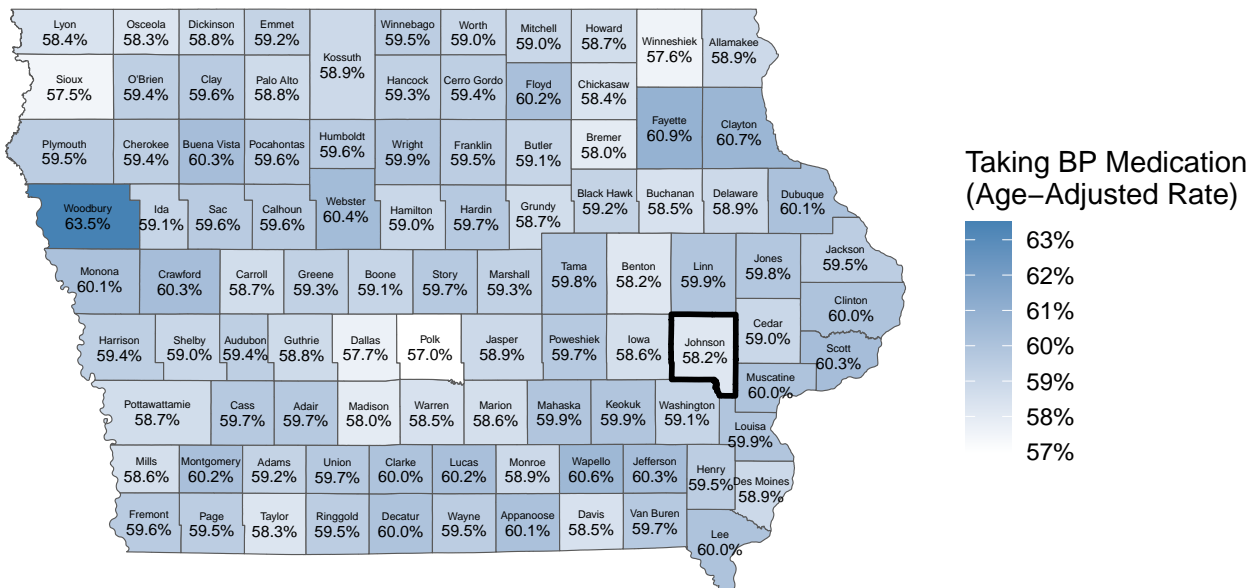 Lyon
58.4%
Osceola
58.3%
Dickinson
58.8%
Emmet
59.2%
Kossuth
58.9%
Winnebago
59.5%
Worth
59.0%
Mitchell
59.0%
Howard
58.7%
Winneshiek
57.6%
Allamakee
58.9%
Sioux
57.5%
O'Brien
59.4%
Clay
59.6%
Palo Alto
58.8%
Hancock
59.3%
Cerro Gordo
59.4%
Floyd
60.2%
Chickasaw
58.4%
Fayette
60.9%
Clayton
60.7%
Plymouth
59.5%
Cherokee
59.4%
Buena Vista
60.3%
Pocahontas
59.6%
Humboldt
59.6%
Wright
59.9%
Franklin
59.5%
Butler
59.1%
Bremer
58.0%
Woodbury
63.5%
Ida
59.1%
Sac
59.6%
Calhoun
59.6%
Webster
60.4%
Hamilton
59.0%
Hardin
59.7%
Grundy
58.7%
Black Hawk
59.2%
Buchanan
58.5%
Delaware
58.9%
Dubuque
60.1%
Monona
60.1%
Crawford
60.3%
Carroll
58.7%
Greene
59.3%
Boone
59.1%
Story
59.7%
Marshall
59.3%
Tama
59.8%
Benton
58.2%
Linn
59.9%
Jones
59.8%
Jackson
59.5%
Clinton
60.0%
Harrison
59.4%
Shelby
59.0%
Audubon
59.4%
Guthrie
58.8%
Dallas
57.7%
Polk
57.0%
Jasper
58.9%
Poweshiek
59.7%
Iowa
58.6%
Johnson
58.2%
Cedar
59.0%
Scott
60.3%
Muscatine
60.0%
Pottawattamie
58.7%
Cass
59.7%
Adair
59.7%
Madison
58.0%
Warren
58.5%
Marion
58.6%
Mahaska
59.9%
Keokuk
59.9%
Washington
59.1%
Louisa
59.9%
Mills
58.6%
Montgomery
60.2%
Adams
59.2%
Union
59.7%
Clarke
60.0%
Lucas
60.2%
Monroe
58.9%
Wapello
60.6%
Jefferson
60.3%
Henry
59.5%
Des Moines
58.9%
Fremont
59.6%
Page
59.5%
Taylor
58.3%
Ringgold
59.5%
Decatur
60.0%
Wayne
59.5%
Appanoose
60.1%
Davis
58.5%
Van Buren
59.7%
Lee
60.0%
Taking BP Medication
(Age−Adjusted Rate)
63%
62%
61%
60%
59%
58%
57%